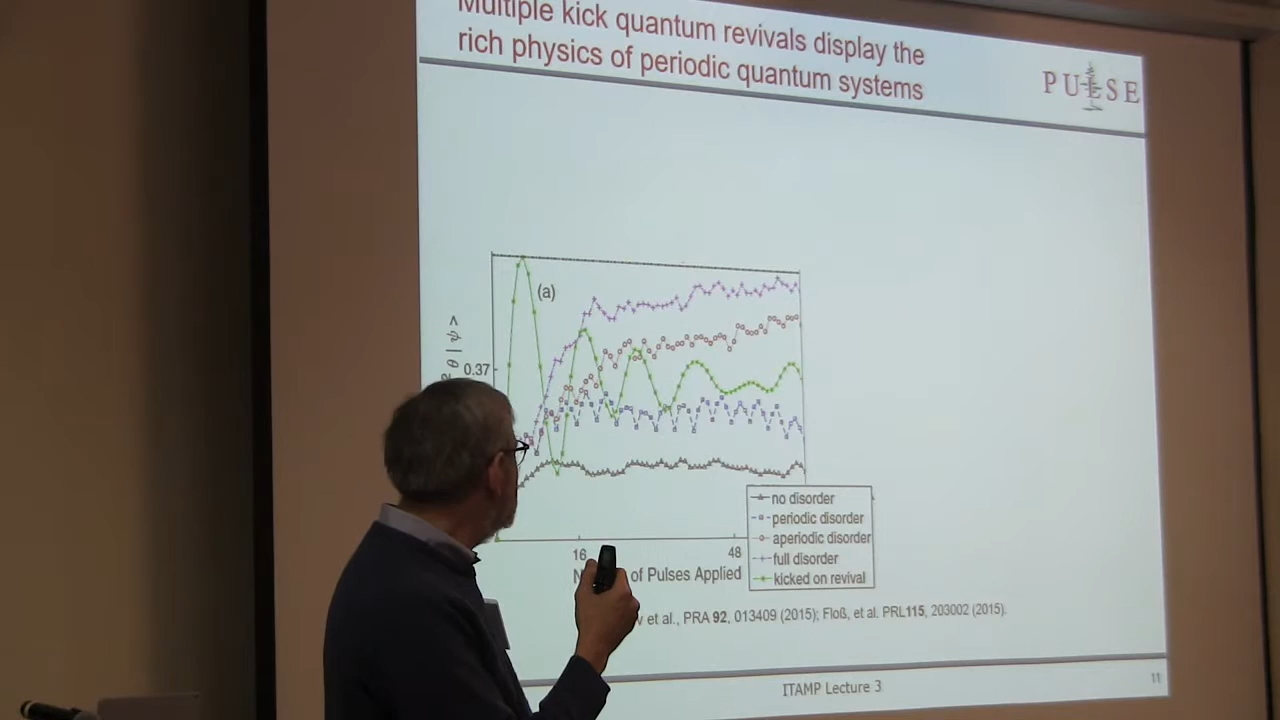 Multiple kick quantum revivals display the
rich physics of periodic quantum systems
PULSE
(a)
θ | ψ >
0.37
16
48
of Pulses Applied
no disorder
periodic disorder
aperiodic disorder
full disorder
kicked on revival
et al., PRA 92, 013409 (2015); Floß, et al. PRL115, 203002 (2015).
ITAMP Lecture 3
11